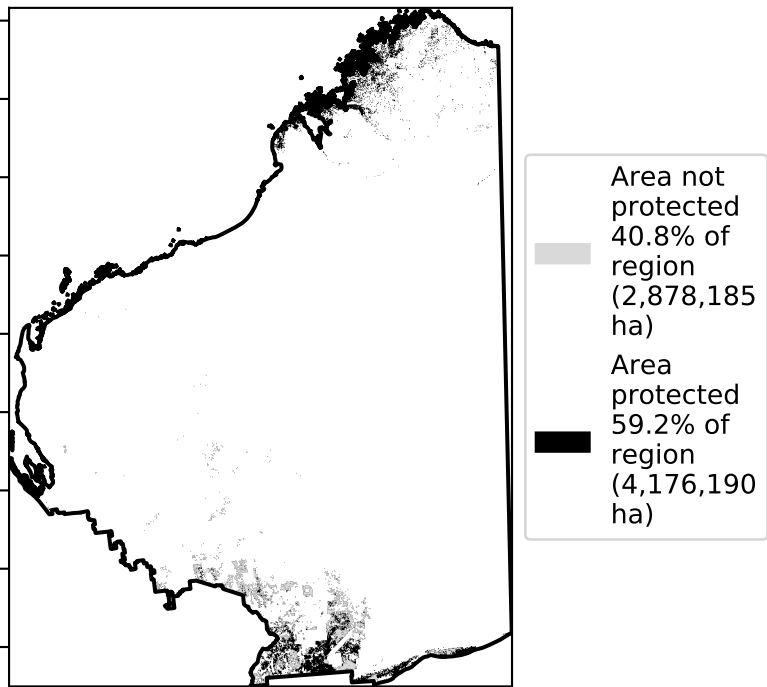 Area not
protected
40.8% of
region
(2,878,185
ha)
Area
protected
59.2% of
region
(4,176,190
ha)